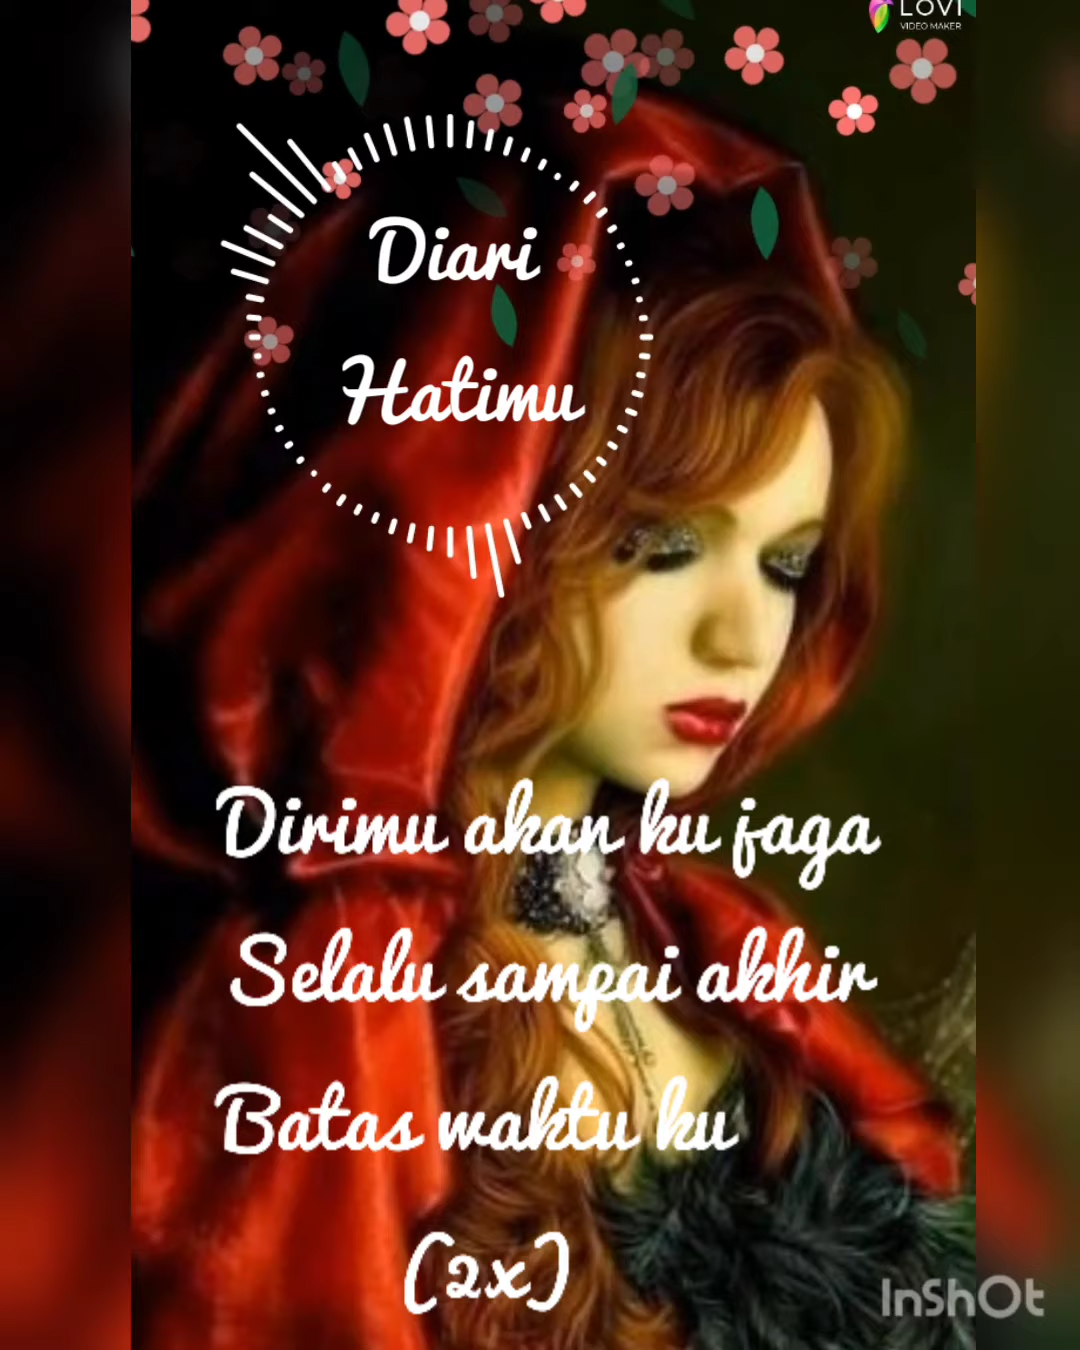 LOVI
VIDEO MAKER
Diari
Hatimu
Dirimu akan ku jaga
Selalu sampai akhir
Batas waktu ku
(2x)
InShOt